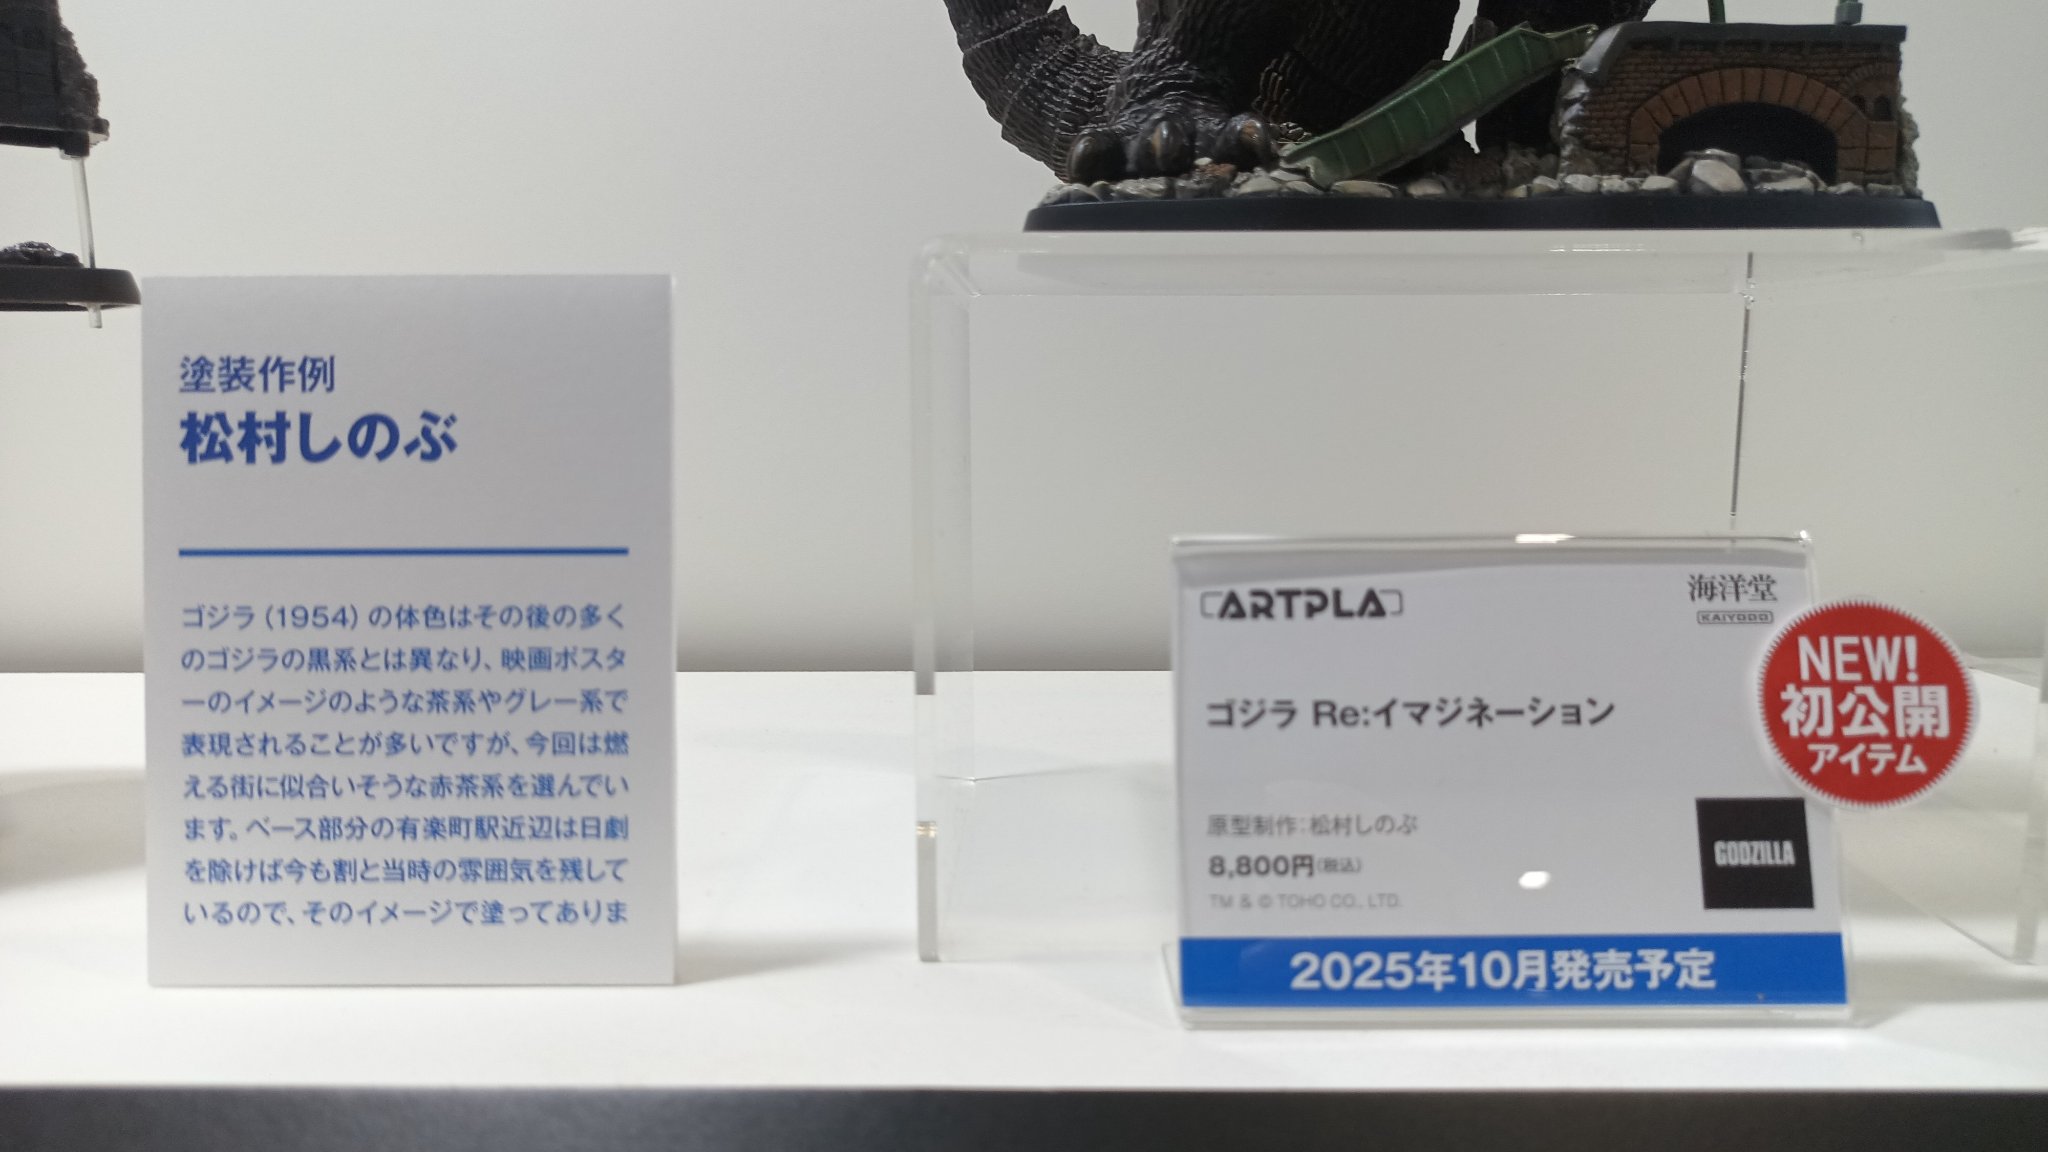 塗装作例
松村しのぶ
ゴジラ(1954)の体色はその後の多く
のゴジラの黒系とは異なり、映画ポスタ
ーのイメージのような茶系やグレー系で
表現されることが多いですが、今回は燃
える街に似合いそうな赤茶系を選んでい
ます。ベース部分の有楽町駅近辺は日劇
を除けば今も割と当時の雰囲気を残して
いるので、そのイメージで塗ってありま
ARTPLA
海洋堂
KAIYODO
ゴジラ Re:イマジネーション
原型制作:松村しのぶ
8,800円(税込)
TM & © TOHO CO., LTD.
GODZILLA
2025年10月発売予定
NEW!
初公開
アイテム